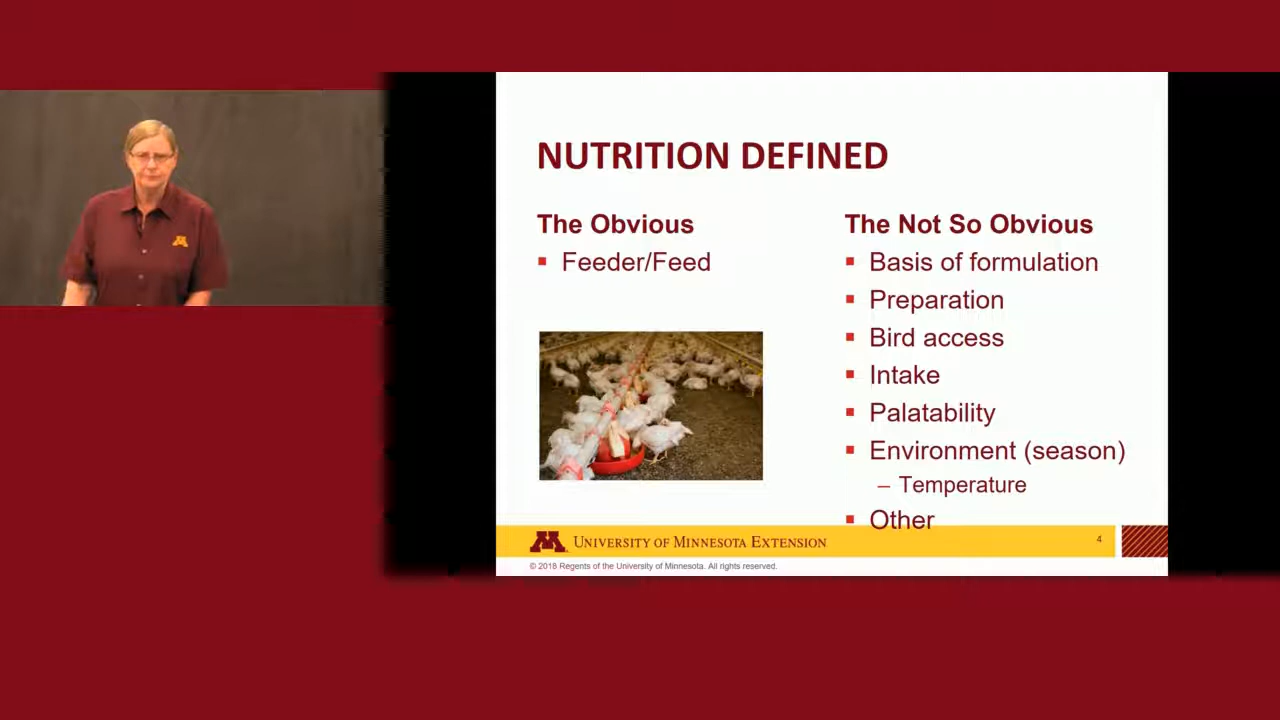 NUTRITION DEFINED
The Obvious
▪ Feeder/Feed
The Not So Obvious
▪ Basis of formulation
▪ Preparation
▪ Bird access
▪ Intake
▪ Palatability
▪ Environment (season)
– Temperature
▪ Other
M UNIVERSITY OF MINNESOTA EXTENSION
4
© 2018 Regents of the University of Minnesota. All rights reserved.
M